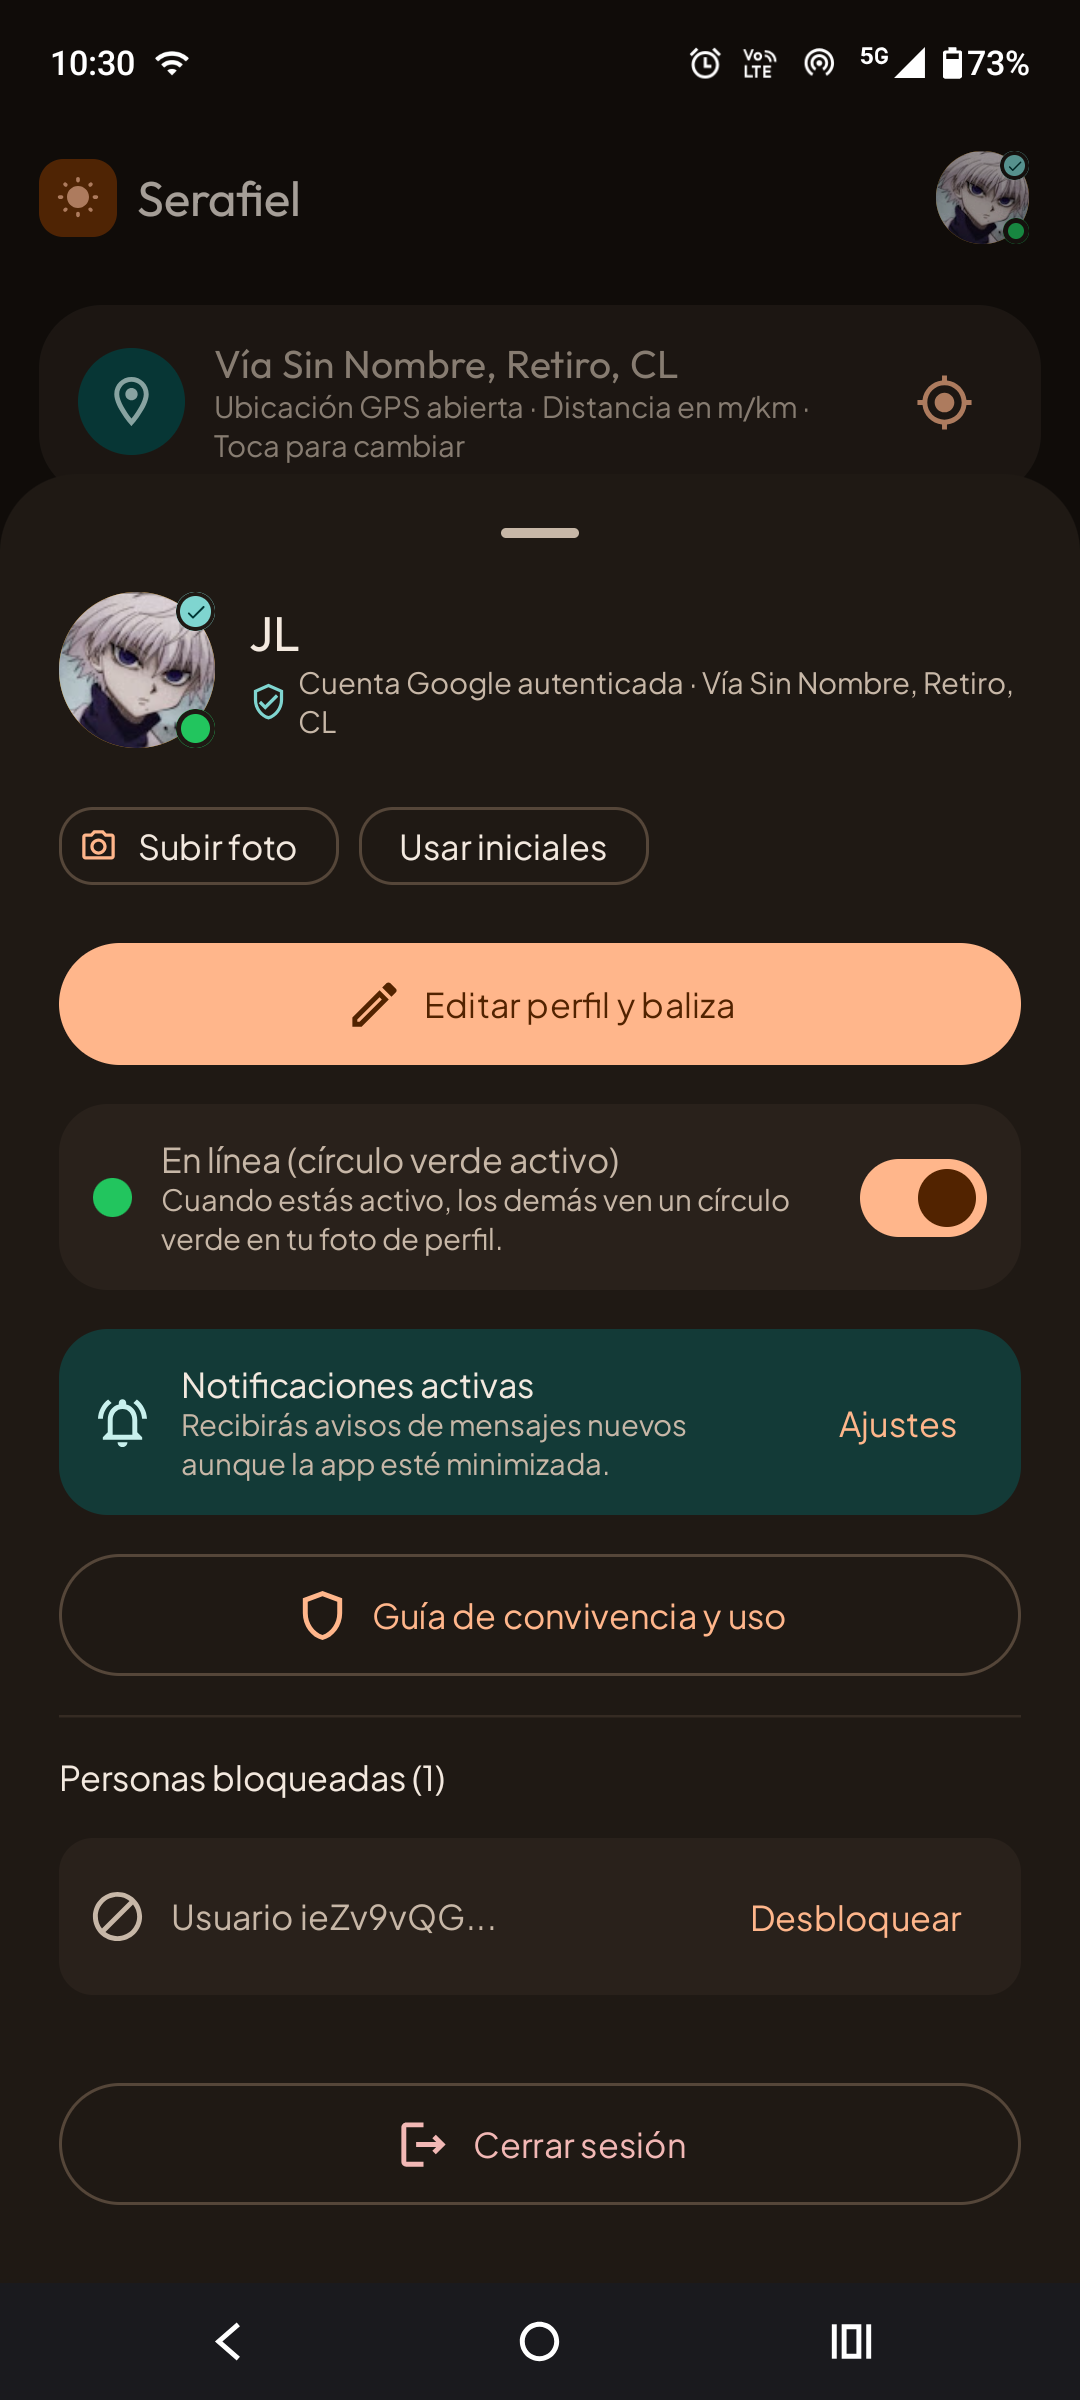 10:30
Vo LTE 5G 73%
Serafiel
Vía Sin Nombre, Retiro, CL
Ubicación GPS abierta · Distancia en m/km ·
Toca para cambiar
JL
Cuenta Google autenticada · Vía Sin Nombre, Retiro,
CL
Subir foto
Usar iniciales
Editar perfil y baliza
En línea (círculo verde activo)
Cuando estás activo, los demás ven un círculo
verde en tu foto de perfil.
Notificaciones activas
Recibirás avisos de mensajes nuevos
aunque la app esté minimizada.
Ajustes
Guía de convivencia y uso
Personas bloqueadas (1)
Usuario ieZv9vQG...
Desbloquear
Cerrar sesión